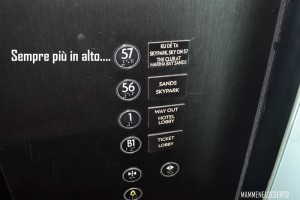 Sempre più in alto....
57
KU DÉ TA
SKYPARK, SKY ON 57
THE CLUB AT
MARINA BAY SANDS
56
SANDS
SKYPARK
1
WAY OUT
HOTEL
LOBBY
B1
TICKET
LOBBY